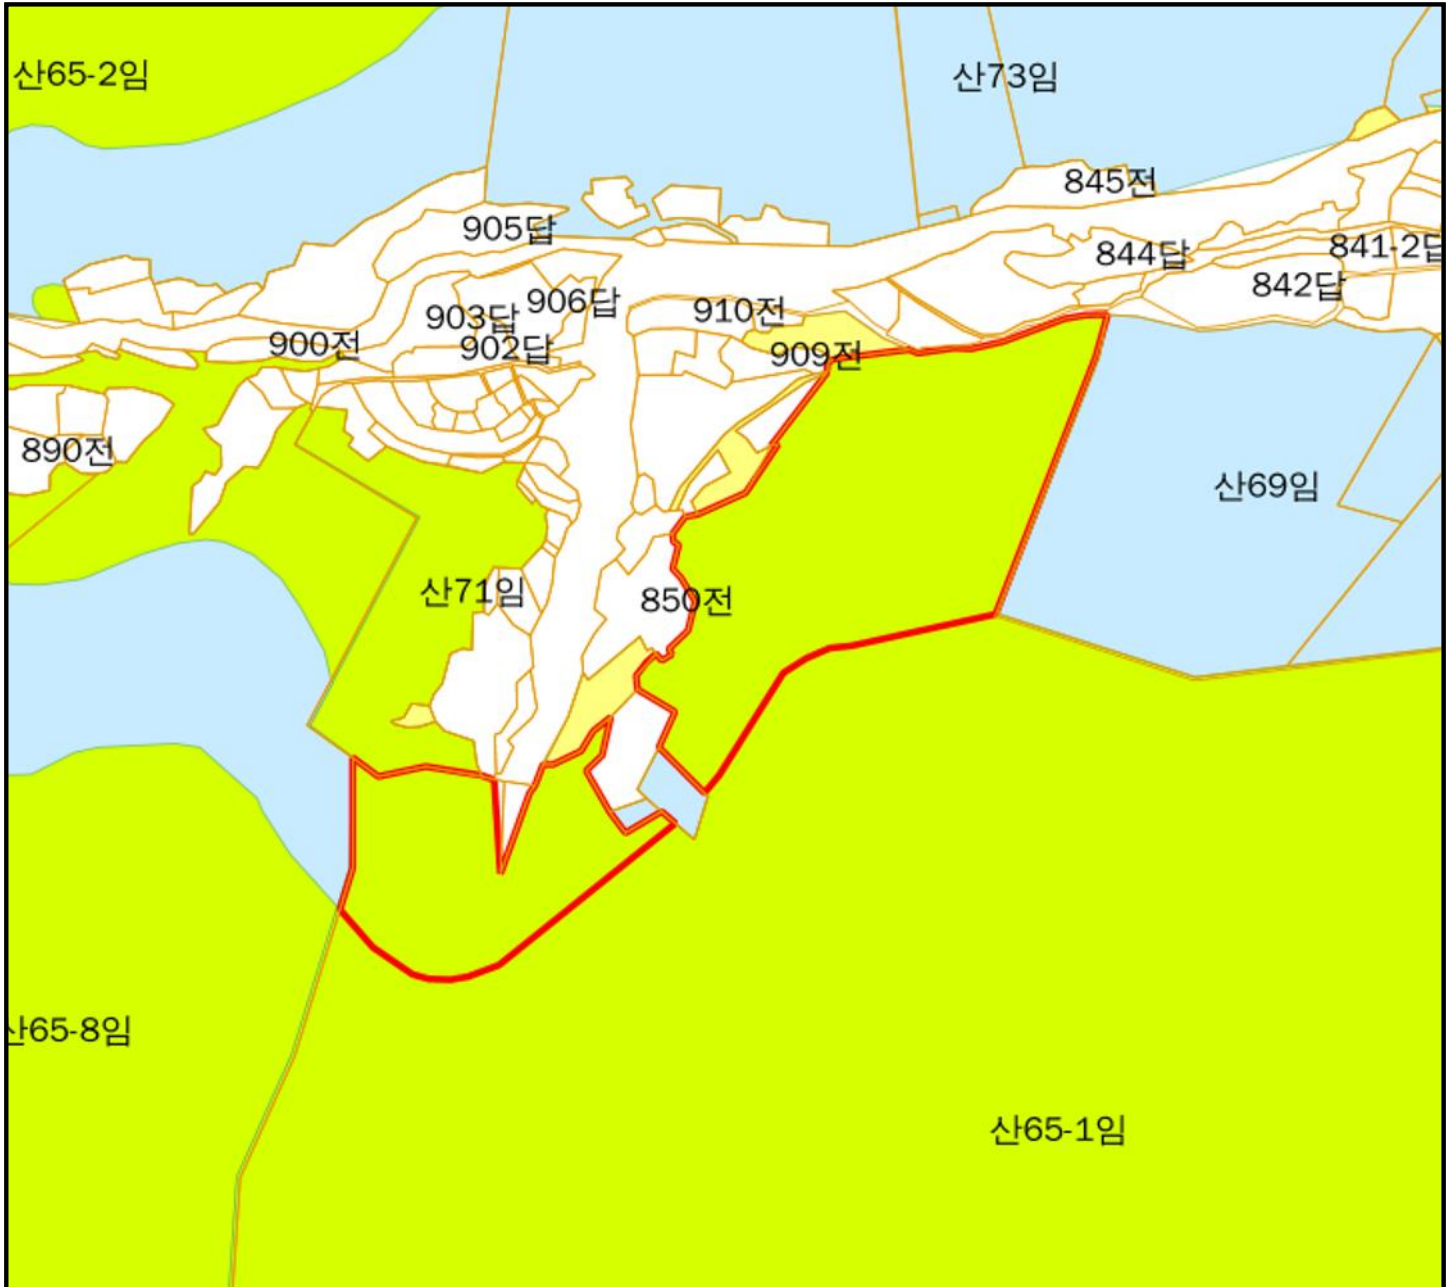 산65-2임
산73임
845전
905답
844답
841-2답
842답
906답
903답
910전
900전
902답
909전
890전
산69임
산71임
850전
산65-8임
산65-1임